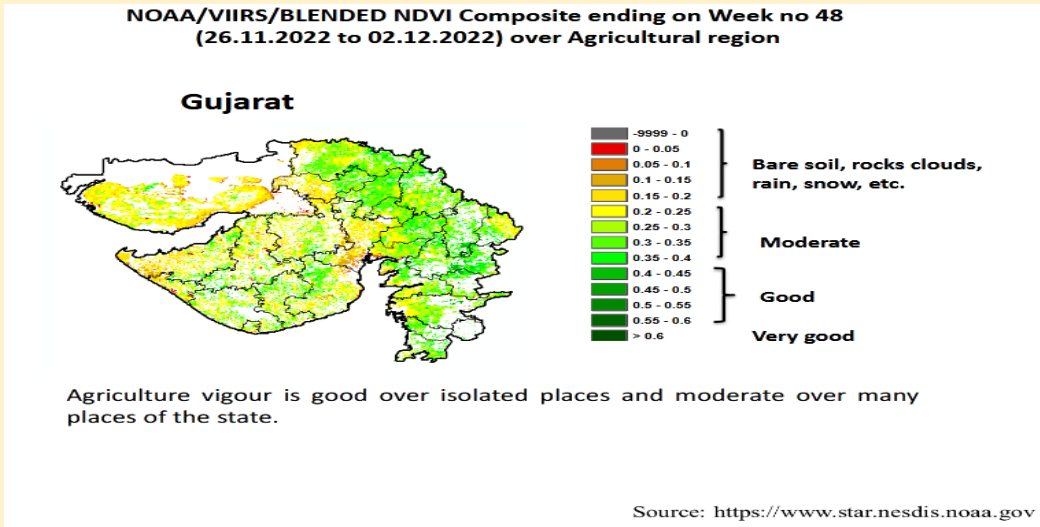 NOAA/VIIRS/BLENDED NDVI Composite ending on Week no 48
(26.11.2022 to 02.12.2022) over Agricultural region
Gujarat
-9999 - 0
0 - 0.05
0.05 - 0.1
0.1 - 0.15
0.15 - 0.2
0.2 - 0.25
0.25 - 0.3
0.3 - 0.35
0.35 - 0.4
0.4 - 0.45
0.45 - 0.5
0.5 - 0.55
0.55 - 0.6
> 0.6
Bare soil, rocks clouds,
rain, snow, etc.
Moderate
Good
Very good
Agriculture vigour is good over isolated places and moderate over many
places of the state.
Source: https://www.star.nesdis.noaa.gov